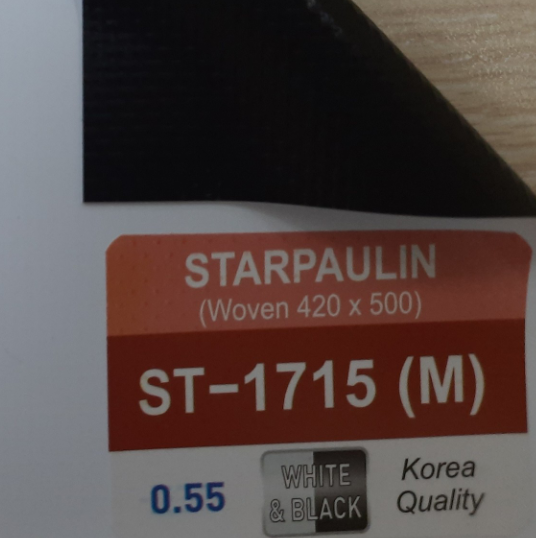 STARPAULIN
(Woven 420 x 500)
ST-1715 (M)
0.55
WHITE
& BLACK
Korea
Quality